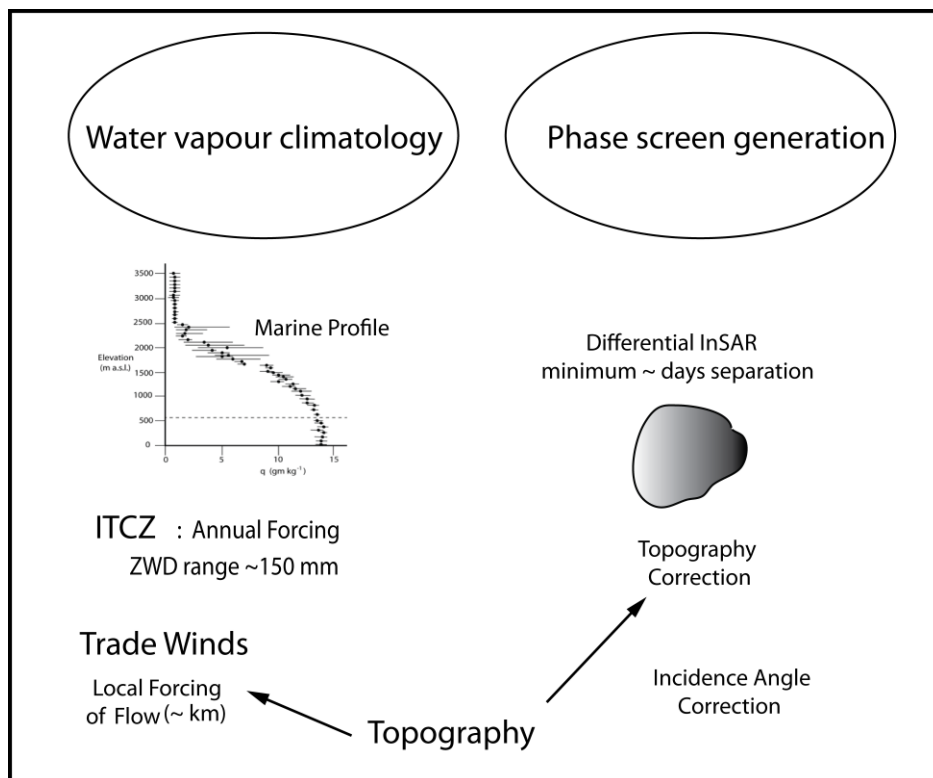 Water vapour climatology
Phase screen generation
3500
3000
2500
2000
1500
1000
500
0
Elevation
(m a.s.l.)
Marine Profile
0
5
10
15
q (gm kg⁻¹)
Differential InSAR
minimum ~ days separation
ITCZ : Annual Forcing
ZWD range ~150 mm
Topography
Correction
Trade Winds
Local Forcing
of Flow (~ km)
Incidence Angle
Correction
Topography